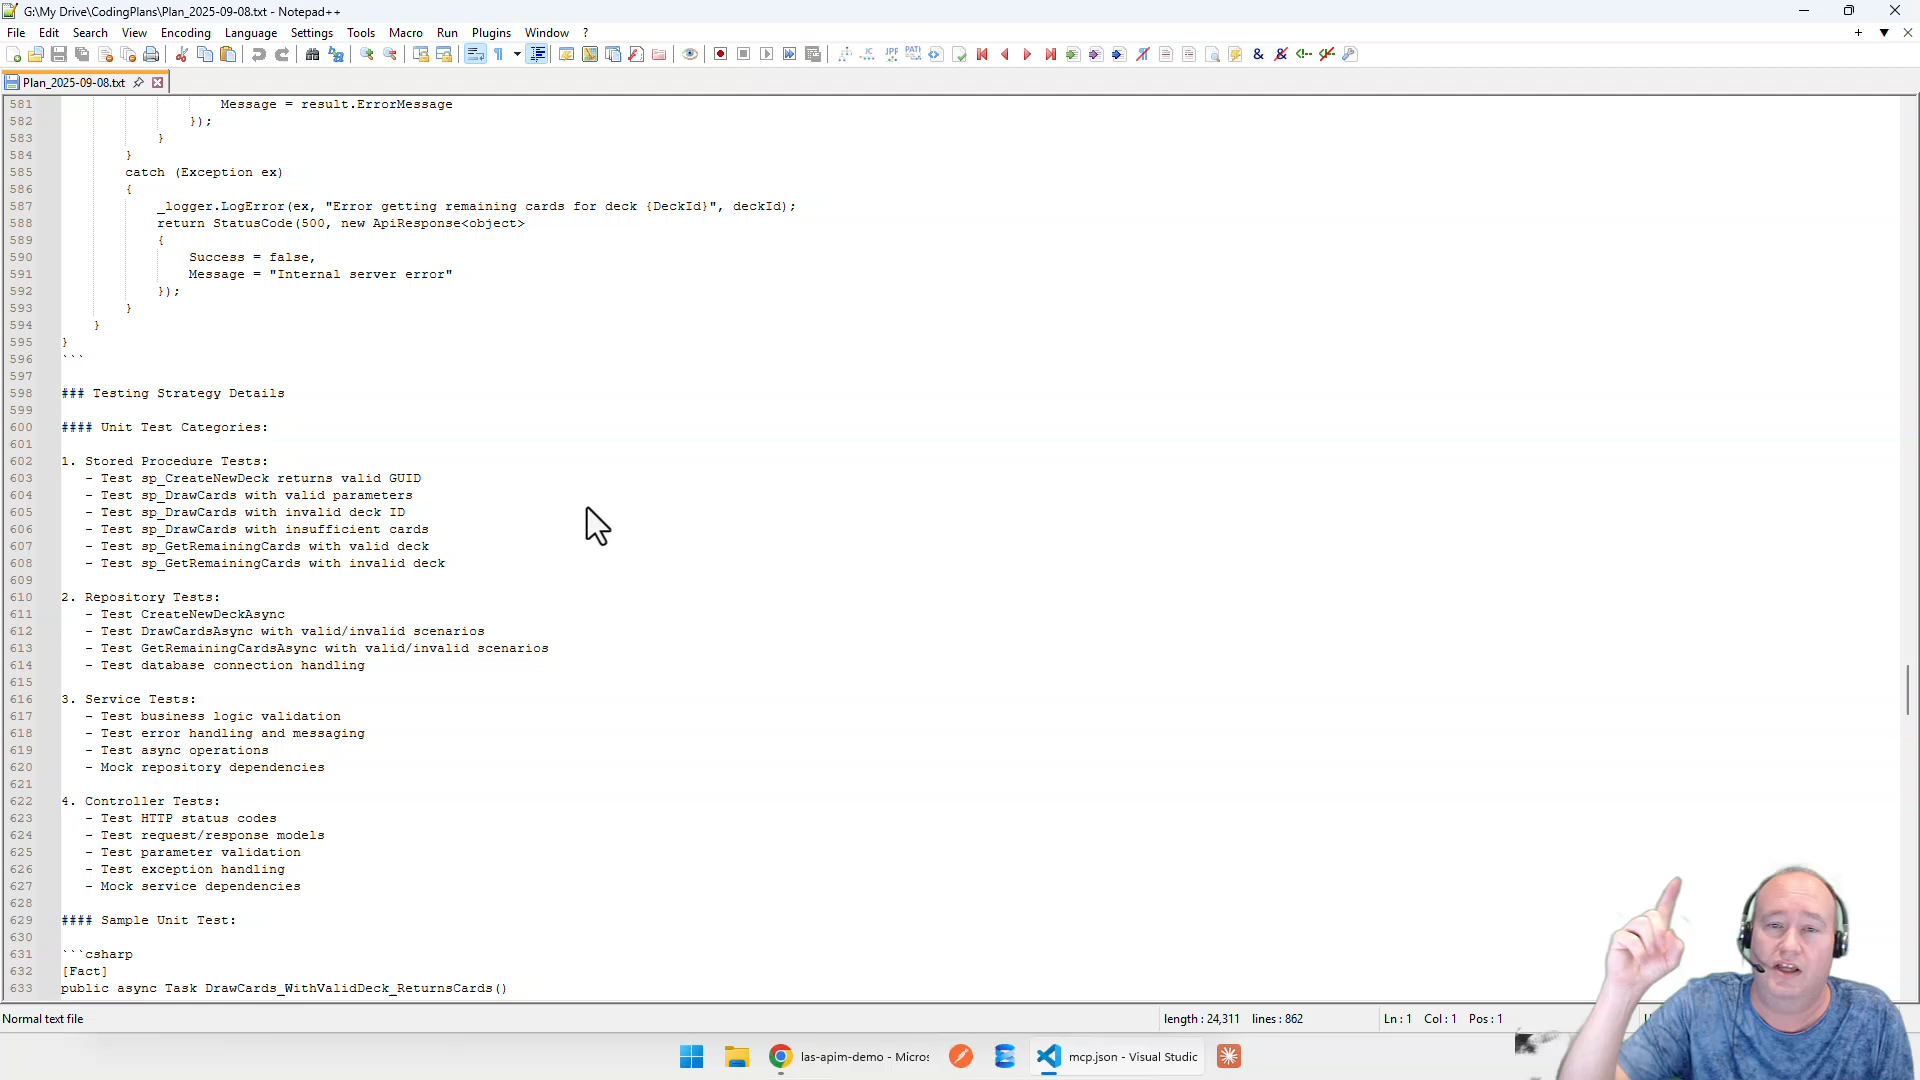 G:\My Drive\CodingPlans\Plan_2025-09-08.txt - Notepad++
File Edit Search View Encoding Language Settings Tools Macro Run Plugins Window ?
Plan_2025-09-08.txt
581 Message = result.ErrorMessage
582 });
583 }
584 }
585 catch (Exception ex)
586 {
587 _logger.LogError(ex, "Error getting remaining cards for deck {DeckId}", deckId);
588 return StatusCode(500, new ApiResponse<object>
589 {
590 Success = false,
591 Message = "Internal server error"
592 });
593 }
594 }
595 }
596 ```
597
598 ### Testing Strategy Details
599
600 #### Unit Test Categories:
601
602 1. Stored Procedure Tests:
603 - Test sp_CreateNewDeck returns valid GUID
604 - Test sp_DrawCards with valid parameters
605 - Test sp_DrawCards with invalid deck ID
606 - Test sp_DrawCards with insufficient cards
607 - Test sp_GetRemainingCards with valid deck
608 - Test sp_GetRemainingCards with invalid deck
609
610 2. Repository Tests:
611 - Test CreateNewDeckAsync
612 - Test DrawCardsAsync with valid/invalid scenarios
613 - Test GetRemainingCardsAsync with valid/invalid scenarios
614 - Test database connection handling
615
616 3. Service Tests:
617 - Test business logic validation
618 - Test error handling and messaging
619 - Test async operations
620 - Mock repository dependencies
621
622 4. Controller Tests:
623 - Test HTTP status codes
624 - Test request/response models
625 - Test parameter validation
626 - Test exception handling
627 - Mock service dependencies
628
629 #### Sample Unit Test:
630
631 ```csharp
632 [Fact]
633 public async Task DrawCards_WithValidDeck_ReturnsCards()
Normal text file length : 24,311 lines : 862 Ln : 1 Col : 1 Pos : 1
las-apim-demo - Micros
mcp.json - Visual Studio